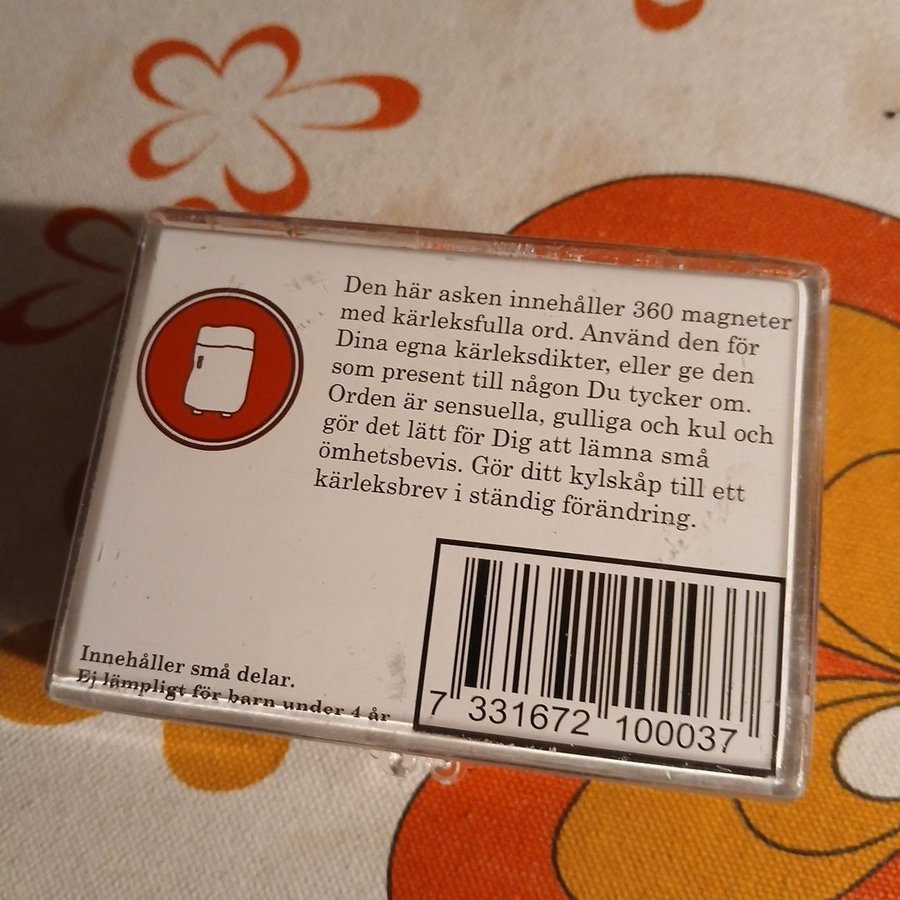 Den här asken innehåller 360 magneter
med kärleksfulla ord. Använd den för
Dina egna kärleksdikter, eller ge den
som present till någon Du tycker om.
Orden är sensuella, gulliga och kul och
gör det lätt för Dig att lämna små
ömhetsbevis. Gör ditt kylskåp till ett
kärleksbrev i ständig förändring.
Innehåller små delar.
Ej lämpligt för barn under 4 år
7 331672 100037